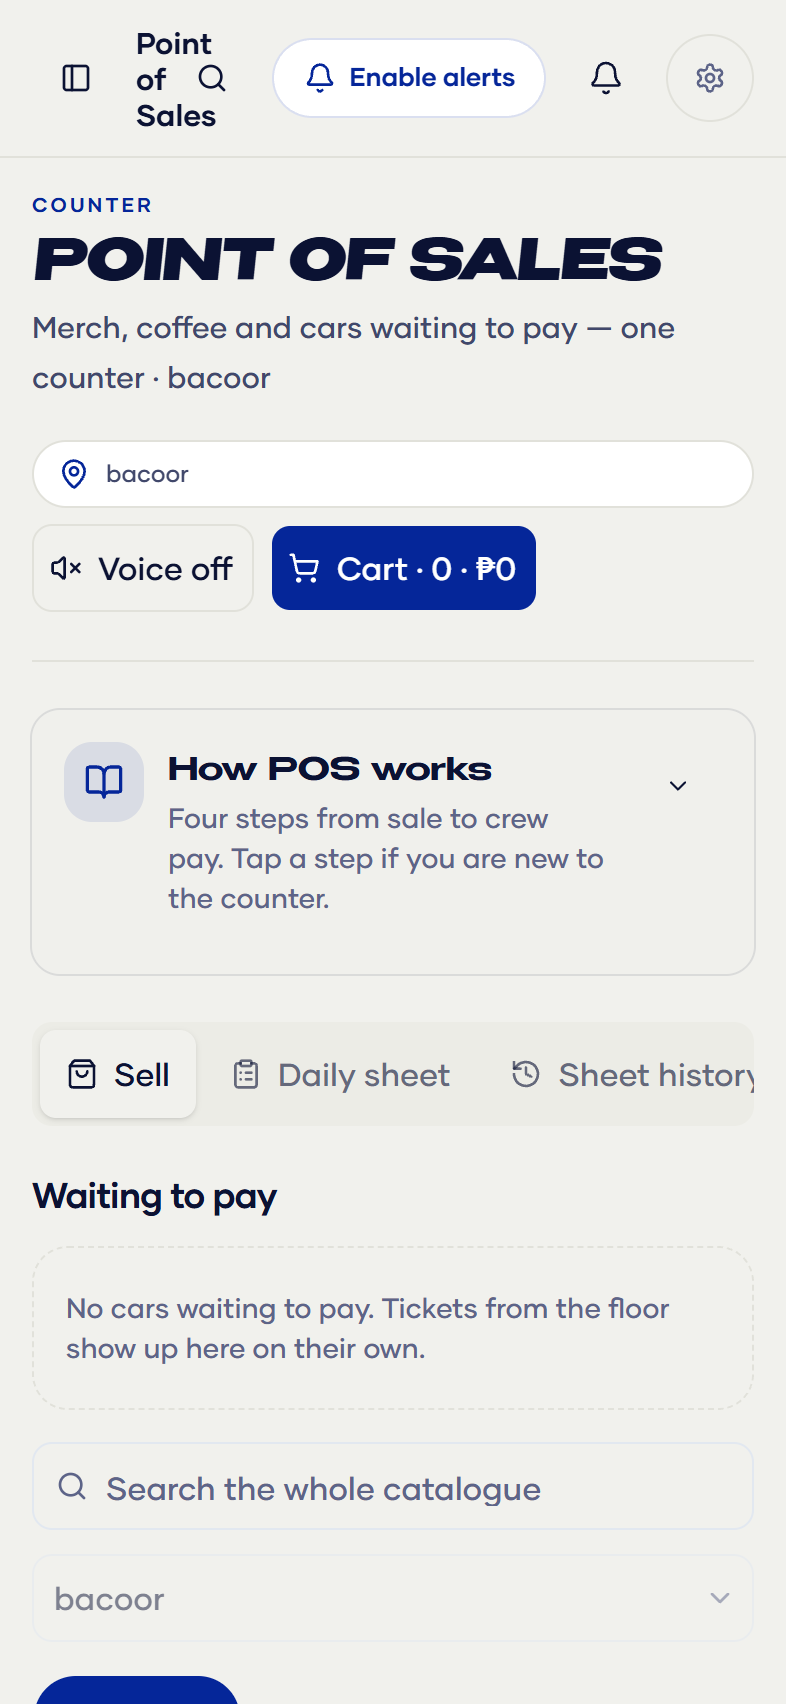 Point
of
Sales
Enable alerts
COUNTER
POINT OF SALES
Merch, coffee and cars waiting to pay — one
counter · bacoor
bacoor
Voice off
Cart · 0 · ₱0
How POS works
Four steps from sale to crew
pay. Tap a step if you are new to
the counter.
Sell
Daily sheet
Sheet history
Waiting to pay
No cars waiting to pay. Tickets from the floor
show up here on their own.
Search the whole catalogue
bacoor